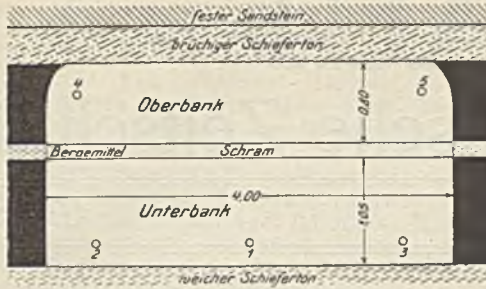 fester Sandstein
brüchiger Schieferton
4
5
Oberbank
0,80
Bergemittel Schram
4,00
Unterbank
1,05
2
1
3
weicher Schieferton